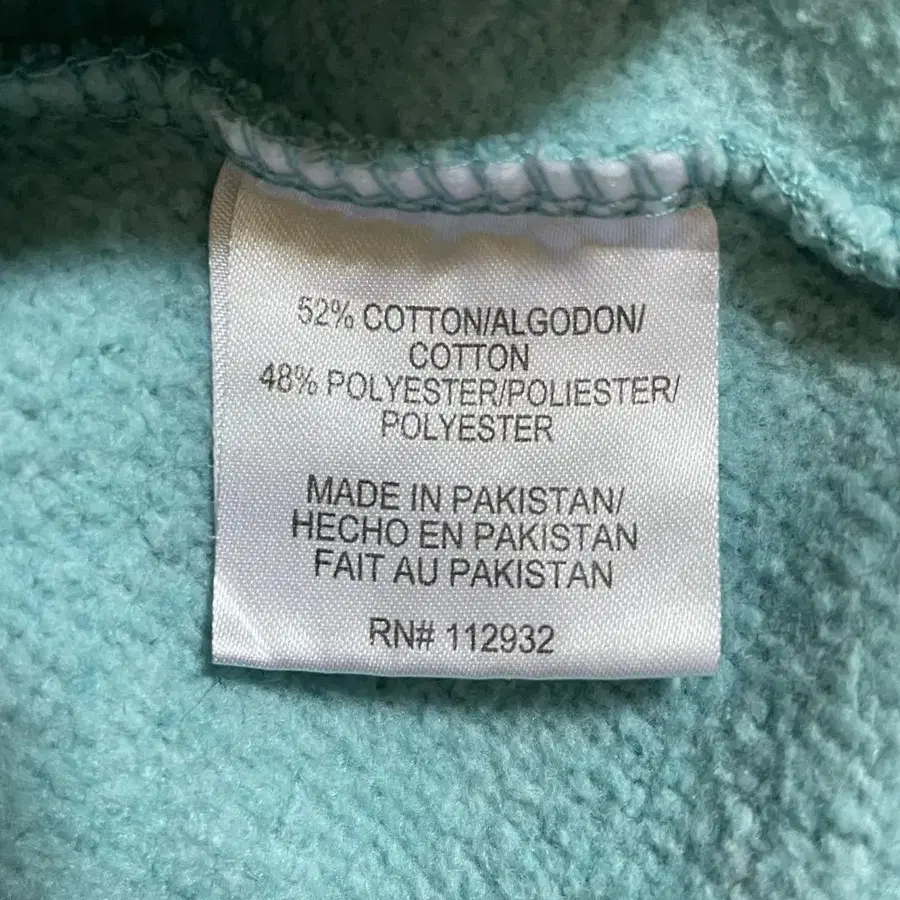 52% COTTON/ALGODON/
COTTON
48% POLYESTER/POLIESTER/
POLYESTER
MADE IN PAKISTAN/
HECHO EN PAKISTAN
FAIT AU PAKISTAN
RN# 112932